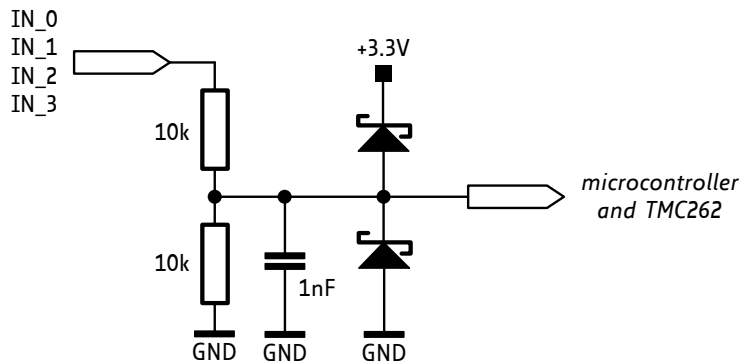 IN_0
IN_1
IN_2
IN_3
+3.3V
10k
microcontroller
and TMC262
10k
1nF
GND
GND
GND